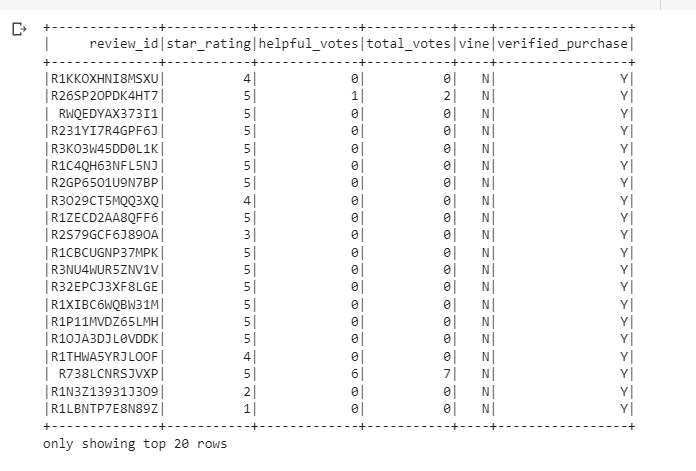 +--------------+-----------+-------------+-----------+----+-----------------+
|     review_id|star_rating|helpful_votes|total_votes|vine|verified_purchase|
+--------------+-----------+-------------+-----------+----+-----------------+
|R1KKOXHNI8MSXU|          4|            0|          0|   N|                Y|
|R26SP2OPDK4HT7|          5|            1|          2|   N|                Y|
| RWQEDYAX373I1|          5|            0|          0|   N|                Y|
|R231YI7R4GPF6J|          5|            0|          0|   N|                Y|
|R3KO3W45DD0L1K|          5|            0|          0|   N|                Y|
|R1C4QH63NFL5NJ|          5|            0|          0|   N|                Y|
|R2GP65O1U9N7BP|          5|            0|          0|   N|                Y|
|R3O29CT5MQQ3XQ|          4|            0|          0|   N|                Y|
|R1ZECD2AA8QFF6|          5|            0|          0|   N|                Y|
|R2S79GCF6J89OA|          3|            0|          0|   N|                Y|
|R1CBCUGNP37MPK|          5|            0|          0|   N|                Y|
|R3NU4WUR5ZNV1V|          5|            0|          0|   N|                Y|
|R32EPCJ3XF8LGE|          5|            0|          0|   N|                Y|
|R1XIBC6WQBW31M|          5|            0|          0|   N|                Y|
|R1P11MVDZ65LMH|          5|            0|          0|   N|                Y|
|R1OJA3DJL0VDDK|          5|            0|          0|   N|                Y|
|R1THWA5YRJLOOF|          4|            0|          0|   N|                Y|
| R738LCNRSJVXP|          5|            6|          7|   N|                Y|
|R1N3Z13931J3O9|          2|            0|          0|   N|                Y|
|R1LBNTP7E8N89Z|          1|            0|          0|   N|                Y|
+--------------+-----------+-------------+-----------+----+-----------------+
only showing top 20 rows